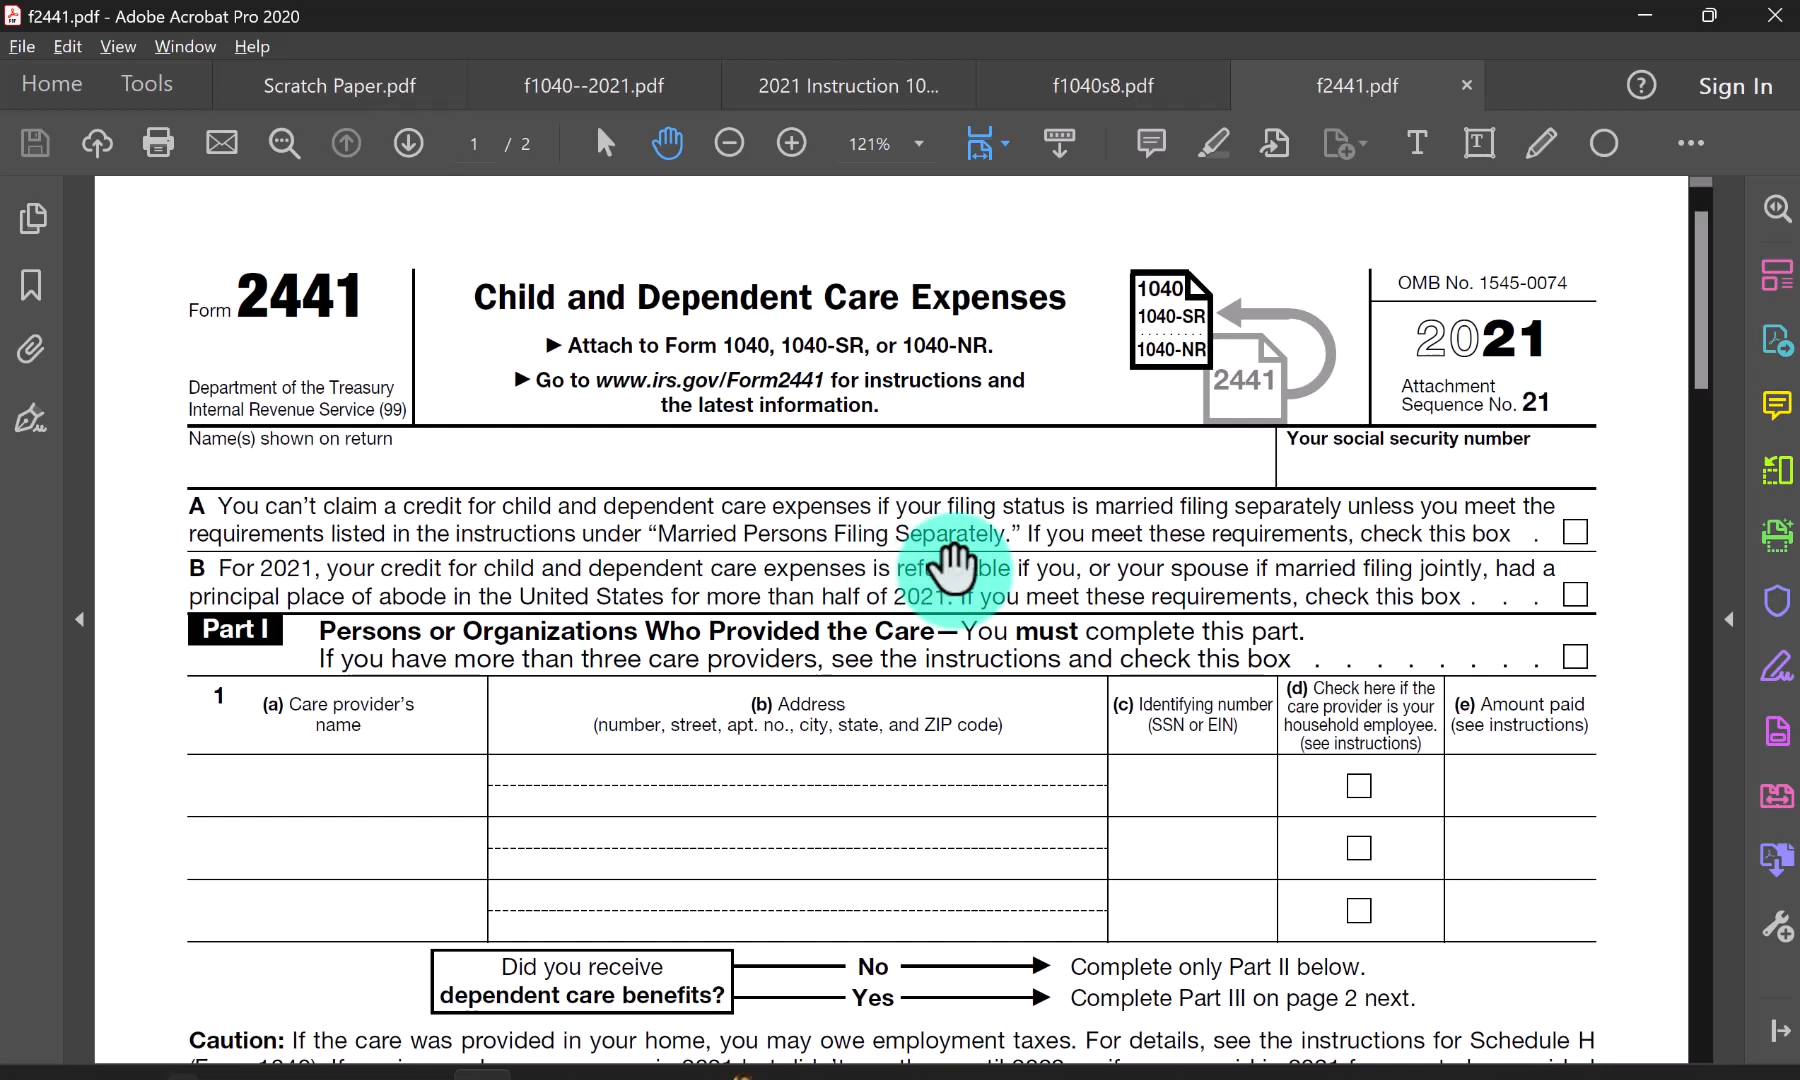 f2441.pdf - Adobe Acrobat Pro 2020
File Edit View Window Help
Home Tools Scratch Paper.pdf f1040--2021.pdf 2021 Instruction 10... f1040s8.pdf f2441.pdf × ? Sign In
1 / 2 121% T T
Form 2441
Department of the Treasury
Internal Revenue Service (99)
Child and Dependent Care Expenses
▶ Attach to Form 1040, 1040-SR, or 1040-NR.
▶ Go to www.irs.gov/Form2441 for instructions and
the latest information.
1040
1040-SR
1040-NR
2441
OMB No. 1545-0074
2021
Attachment
Sequence No. 21
Name(s) shown on return
Your social security number
A You can't claim a credit for child and dependent care expenses if your filing status is married filing separately unless you meet the
requirements listed in the instructions under “Married Persons Filing Separately.” If you meet these requirements, check this box .
B For 2021, your credit for child and dependent care expenses is if you, or your spouse if married filing jointly, had a
principal place of abode in the United States for more than half of 2021. If you meet these requirements, check this box . . .
Part I Persons or Organizations Who Provided the Care—You must complete this part.
If you have more than three care providers, see the instructions and check this box . . . . . . . .
1 (a) Care provider's
name
(b) Address
(number, street, apt. no., city, state, and ZIP code)
(c) Identifying number
(SSN or EIN)
(d) Check here if the
care provider is your
household employee.
(see instructions)
(e) Amount paid
(see instructions)
Did you receive
dependent care benefits?
No Complete only Part II below.
Yes Complete Part III on page 2 next.
Caution: If the care was provided in your home, you may owe employment taxes. For details, see the instructions for Schedule H